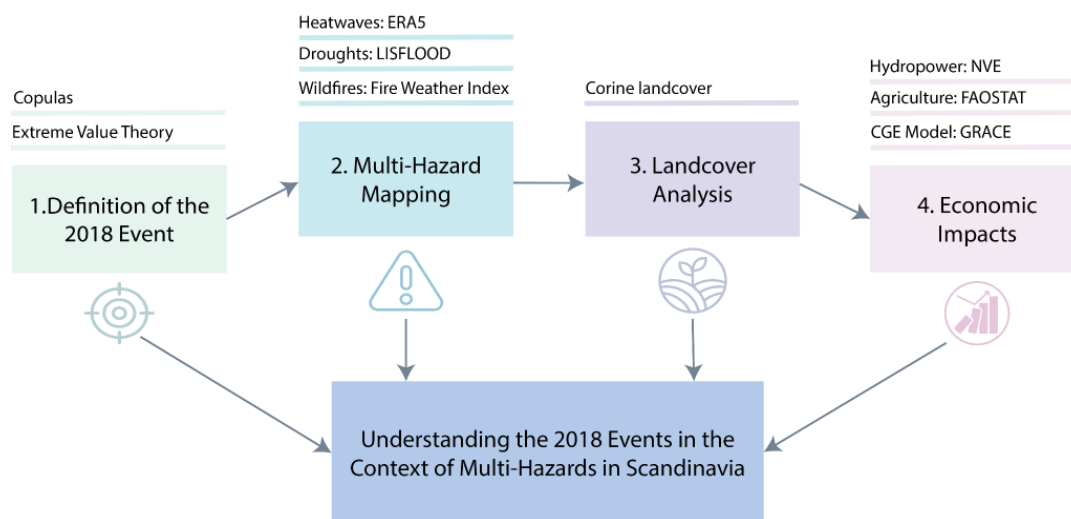 Copulas
Extreme Value Theory
1.Definition of the
2018 Event
Heatwaves: ERA5
Droughts: LISFLOOD
Wildfires: Fire Weather Index
2. Multi-Hazard
Mapping
Corine landcover
3. Landcover
Analysis
Hydropower: NVE
Agriculture: FAOSTAT
CGE Model: GRACE
4. Economic
Impacts
Understanding the 2018 Events in the
Context of Multi-Hazards in Scandinavia